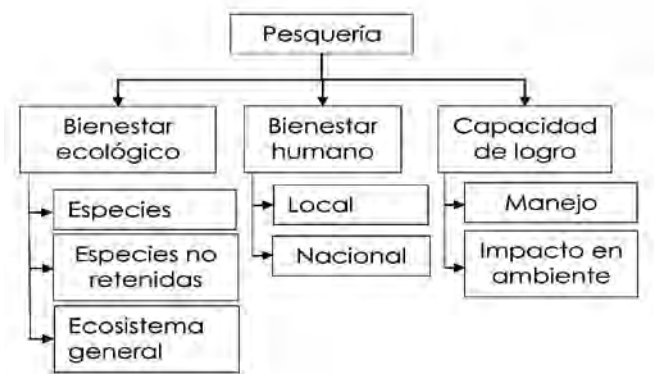 Pesquería
Bienestar
ecológico
Bienestar
humano
Capacidad
de logro
Especies
Especies no
retenidas
Ecosistema
general
Local
Nacional
Manejo
Impacto en
ambiente